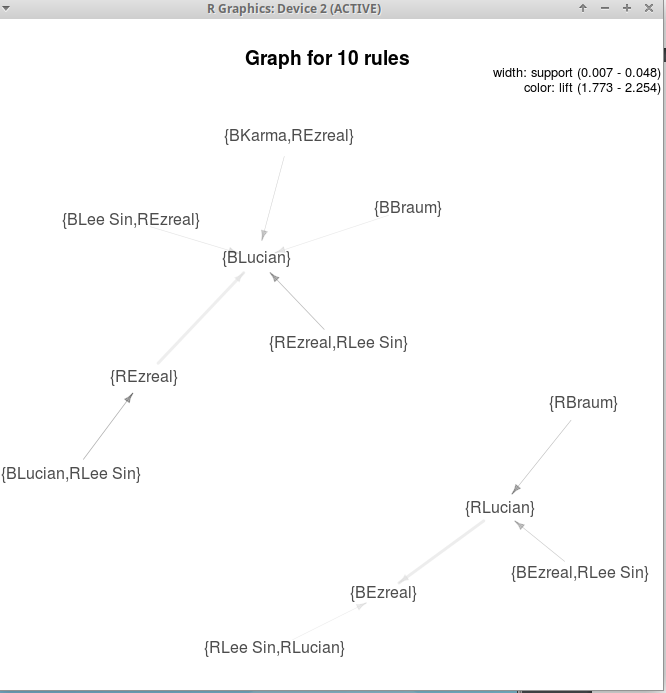 R Graphics: Device 2 (ACTIVE)
Graph for 10 rules
width: support (0.007 - 0.048)
color: lift (1.773 - 2.254)
{BKarma,REzreal}
{BBraum}
{BLee Sin,REzreal}
{BLucian}
{REzreal,RLee Sin}
{REzreal}
{RBraum}
{BLucian,RLee Sin}
{RLucian}
{BEzreal,RLee Sin}
{BEzreal}
{RLee Sin,RLucian}